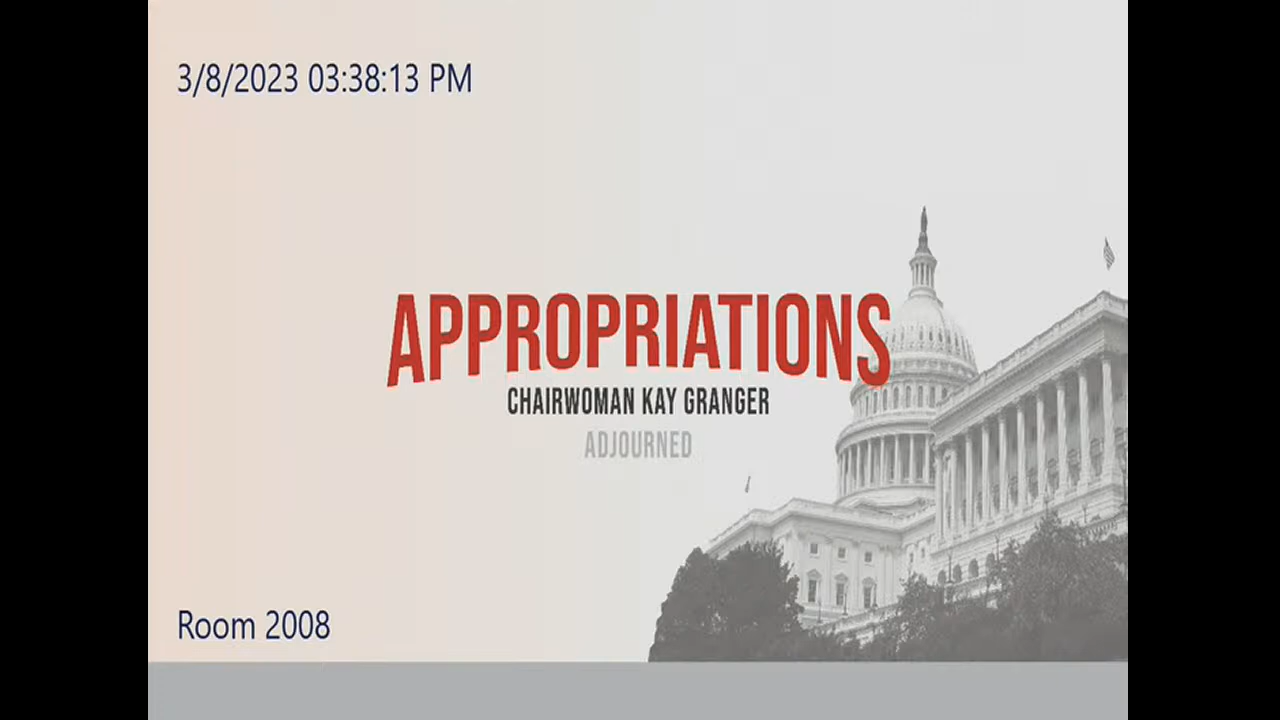 3/8/2023 03:38:13 PM
APPROPRIATIONS
CHAIRWOMAN KAY GRANGER
ADJOURNED
Room 2008